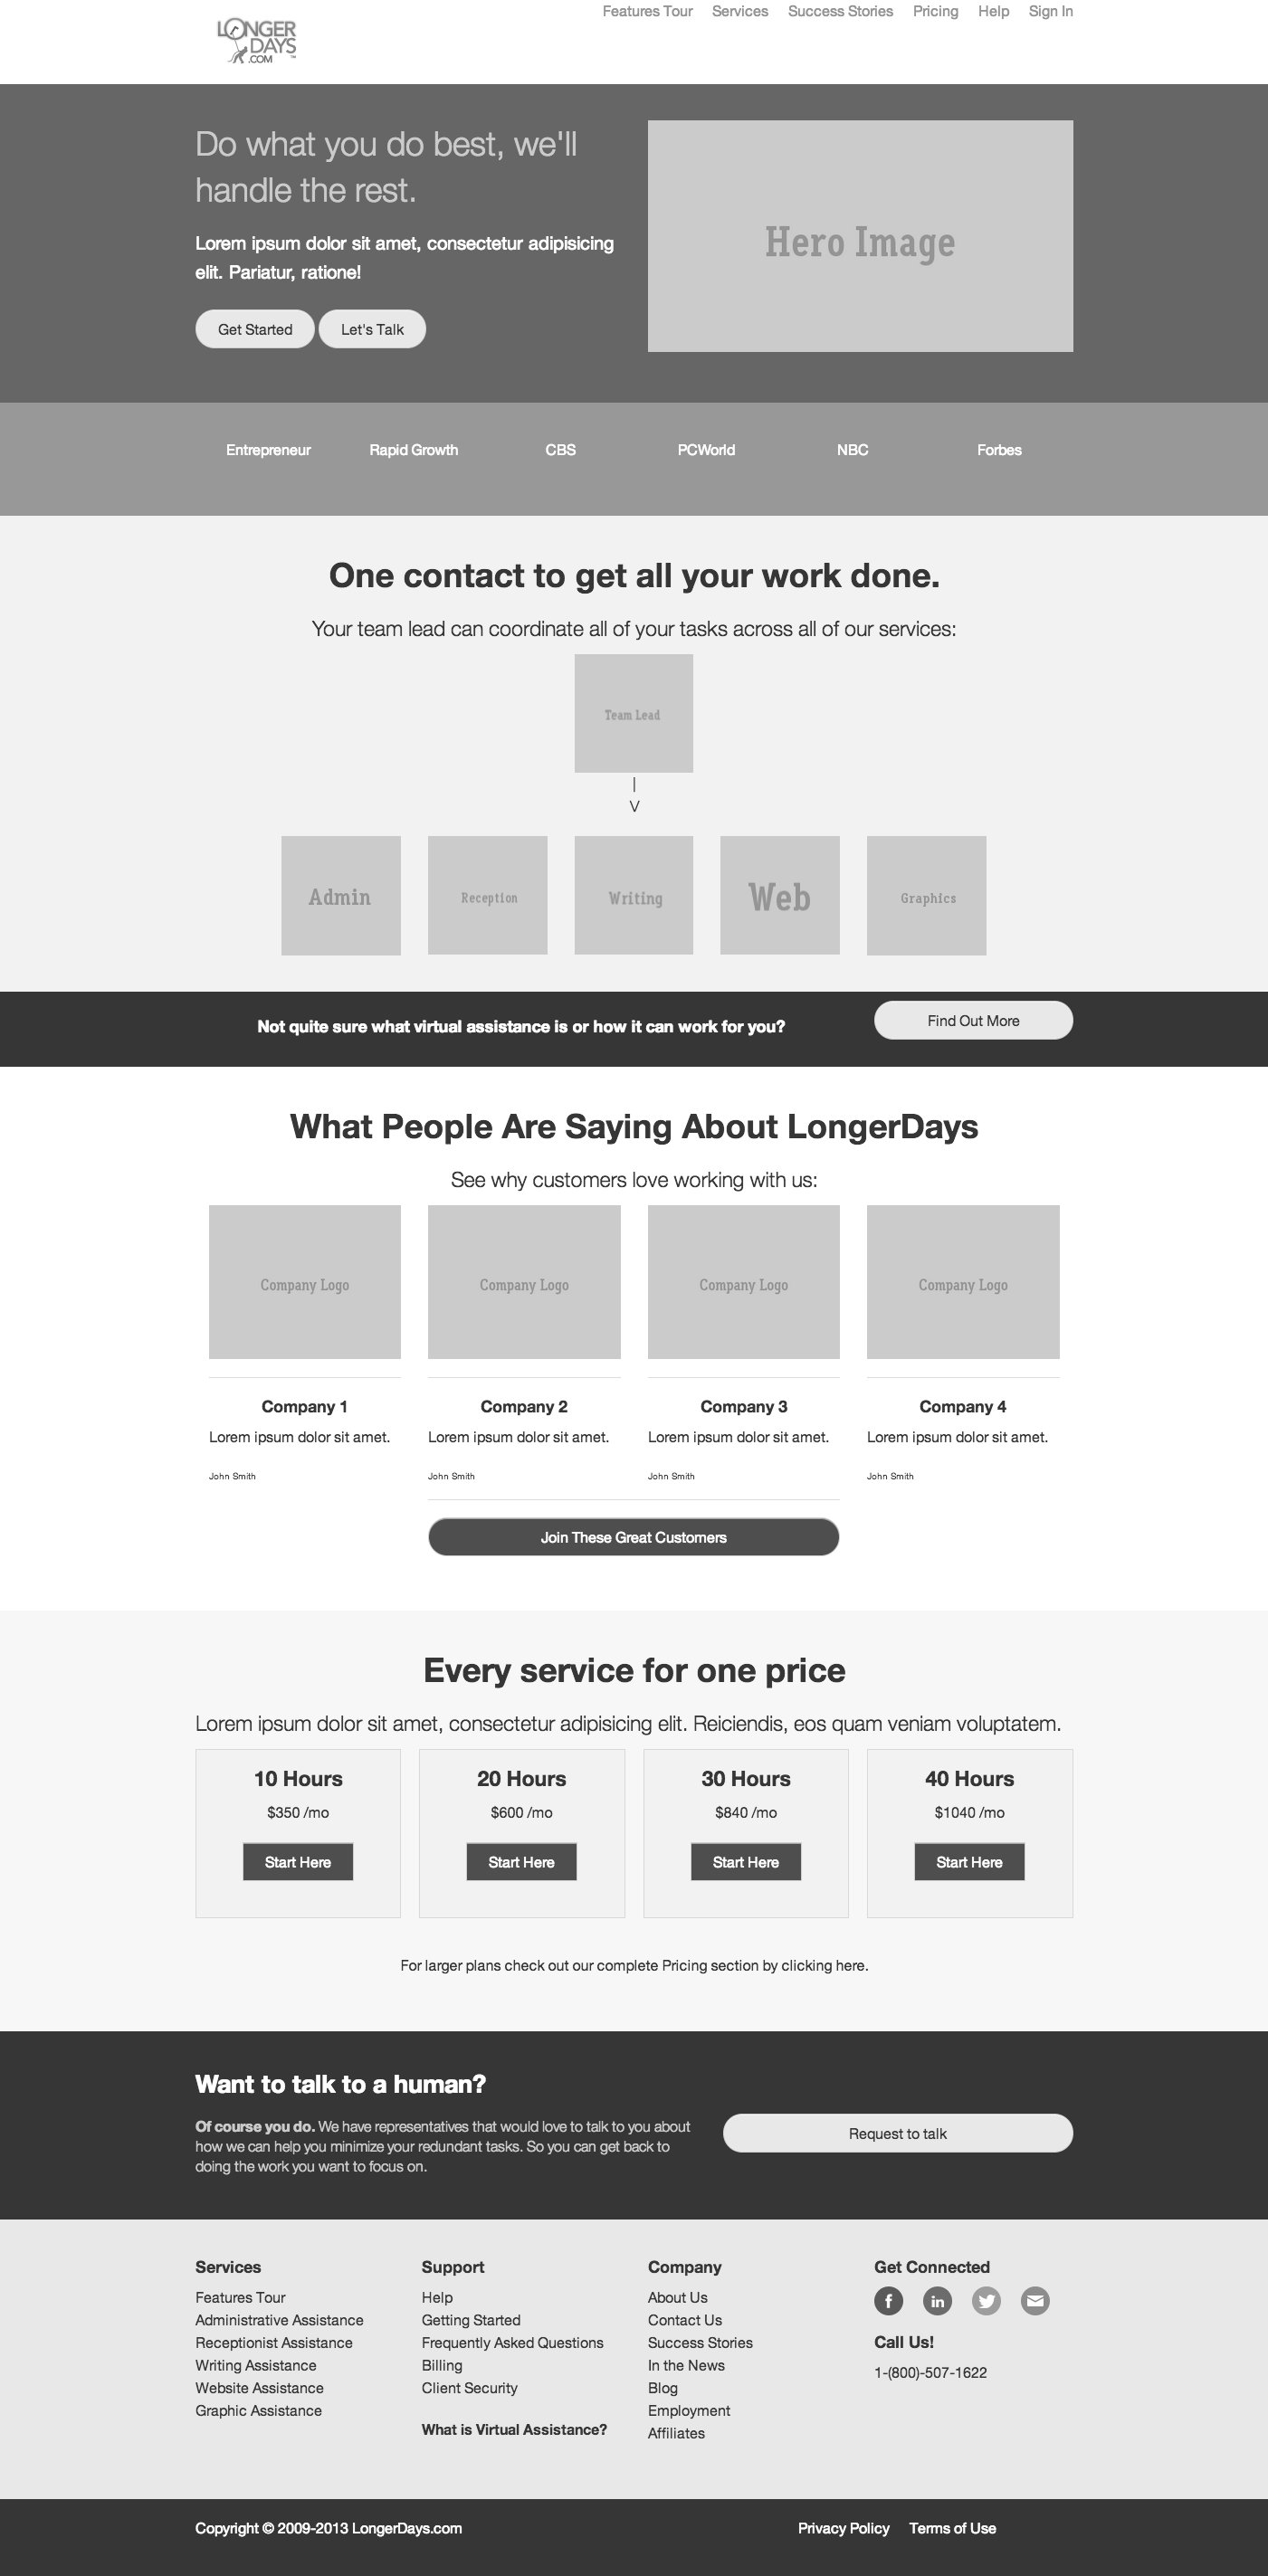 LONGER
DAYS
.COM
Features Tour Services Success Stories Pricing Help Sign In
Do what you do best, we'll
handle the rest.
Lorem ipsum dolor sit amet, consectetur adipisicing
elit. Pariatur, ratione!
Get Started Let's Talk
Hero Image
Entrepreneur Rapid Growth CBS PCWorld NBC Forbes
One contact to get all your work done.
Your team lead can coordinate all of your tasks across all of our services:
Team Lead
|
V
Admin Reception Writing Web Graphics
Not quite sure what virtual assistance is or how it can work for you?
Find Out More
What People Are Saying About LongerDays
See why customers love working with us:
Company Logo Company Logo Company Logo Company Logo
Company 1 Company 2 Company 3 Company 4
Lorem ipsum dolor sit amet. Lorem ipsum dolor sit amet. Lorem ipsum dolor sit amet. Lorem ipsum dolor sit amet.
John Smith John Smith John Smith John Smith
Join These Great Customers
Every service for one price
Lorem ipsum dolor sit amet, consectetur adipisicing elit. Reiciendis, eos quam veniam voluptatem.
10 Hours 20 Hours 30 Hours 40 Hours
$350 /mo $600 /mo $840 /mo $1040 /mo
Start Here Start Here Start Here Start Here
For larger plans check out our complete Pricing section by clicking here.
Want to talk to a human?
Of course you do. We have representatives that would love to talk to you about
how we can help you minimize your redundant tasks. So you can get back to
doing the work you want to focus on.
Request to talk
Services
Features Tour
Administrative Assistance
Receptionist Assistance
Writing Assistance
Website Assistance
Graphic Assistance
Support
Help
Getting Started
Frequently Asked Questions
Billing
Client Security
What is Virtual Assistance?
Company
About Us
Contact Us
Success Stories
In the News
Blog
Employment
Affiliates
Get Connected
f in
Call Us!
1-(800)-507-1622
Copyright © 2009-2013 LongerDays.com
Privacy Policy Terms of Use